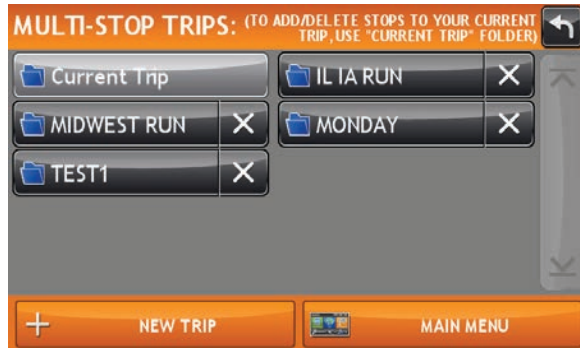 MULTI-STOP TRIPS: (TO ADD/DELETE STOPS TO YOUR CURRENT
TRIP, USE "CURRENT TRIP" FOLDER)
Current Trip
IL IA RUN
MIDWEST RUN
MONDAY
TEST1
NEW TRIP
MAIN MENU